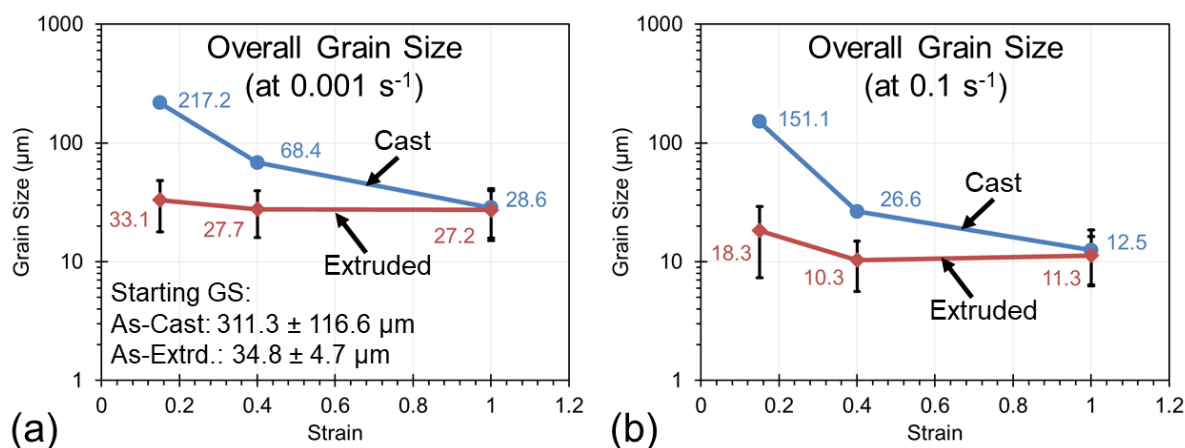 Overall Grain Size
(at 0.001 s⁻¹)
Grain Size (µm)
1000
100
10
1
217.2
68.4
Cast
28.6
33.1
27.7
27.2
Extruded
Starting GS:
As-Cast: 311.3 ± 116.6 µm
As-Extrd.: 34.8 ± 4.7 µm
0 0.2 0.4 0.6 0.8 1 1.2
Strain
(a)
Overall Grain Size
(at 0.1 s⁻¹)
Grain Size (µm)
1000
100
10
1
151.1
26.6
Cast
12.5
18.3
10.3
11.3
Extruded
0 0.2 0.4 0.6 0.8 1 1.2
Strain
(b)